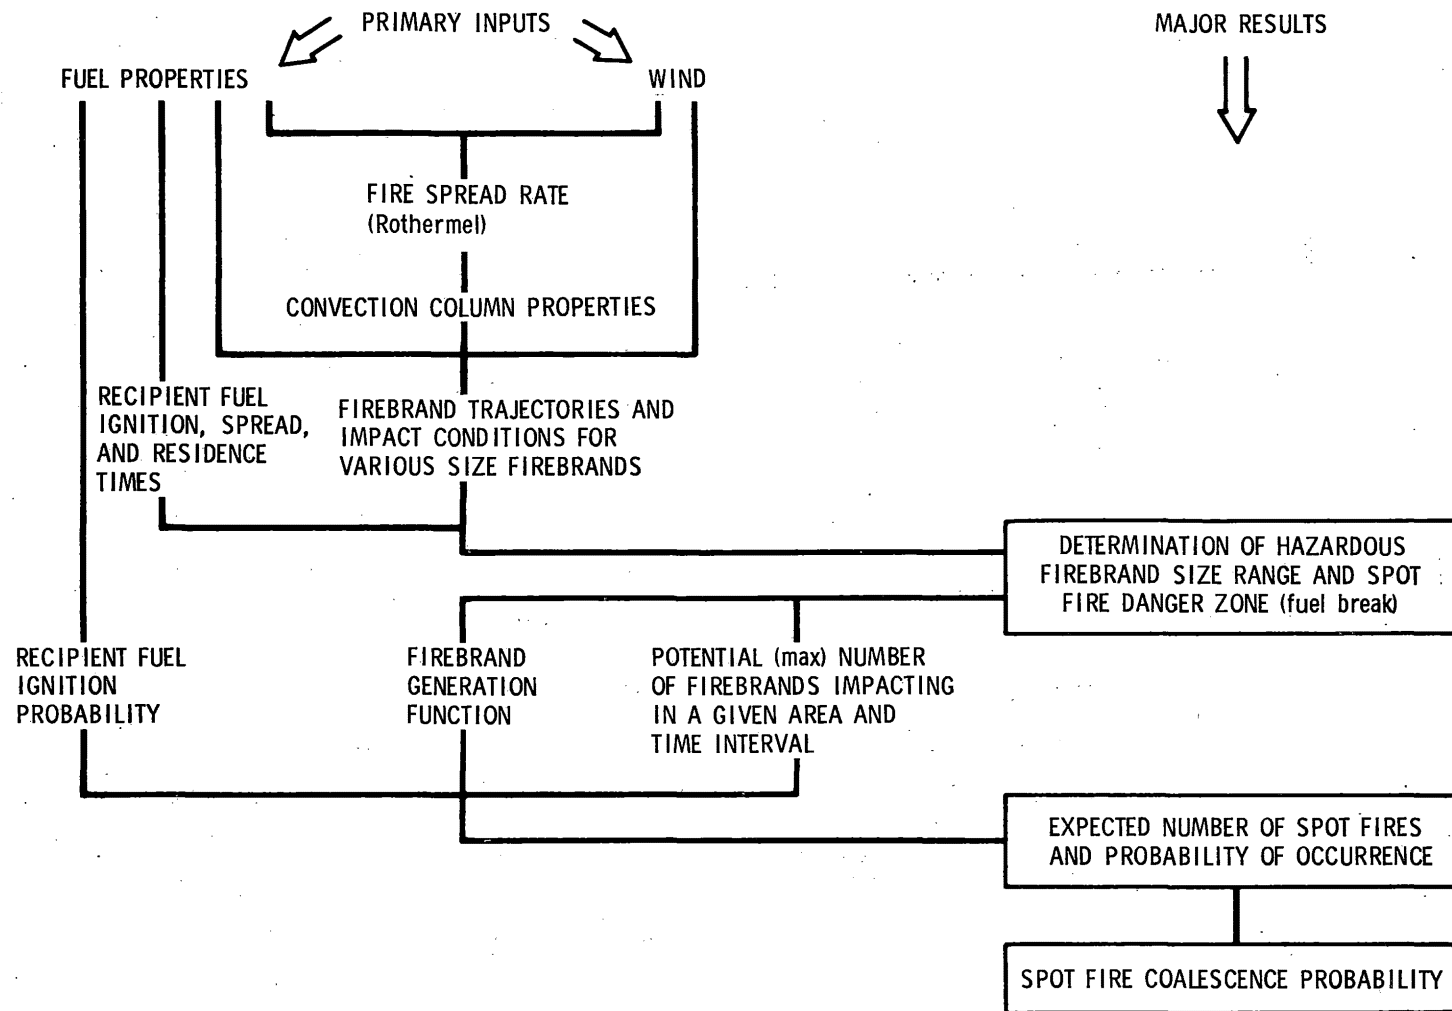 PRIMARY INPUTS
MAJOR RESULTS
FUEL PROPERTIES
WIND
FIRE SPREAD RATE
(Rothermel)
CONVECTION COLUMN PROPERTIES
RECIPIENT FUEL
IGNITION, SPREAD,
AND RESIDENCE
TIMES
FIREBRAND TRAJECTORIES AND
IMPACT CONDITIONS FOR
VARIOUS SIZE FIREBRANDS
DETERMINATION OF HAZARDOUS
FIREBRAND SIZE RANGE AND SPOT
FIRE DANGER ZONE (fuel break)
RECIPIENT FUEL
IGNITION
PROBABILITY
FIREBRAND
GENERATION
FUNCTION
POTENTIAL (max) NUMBER
OF FIREBRANDS IMPACTING
IN A GIVEN AREA AND
TIME INTERVAL
EXPECTED NUMBER OF SPOT FIRES
AND PROBABILITY OF OCCURRENCE
SPOT FIRE COALESCENCE PROBABILITY